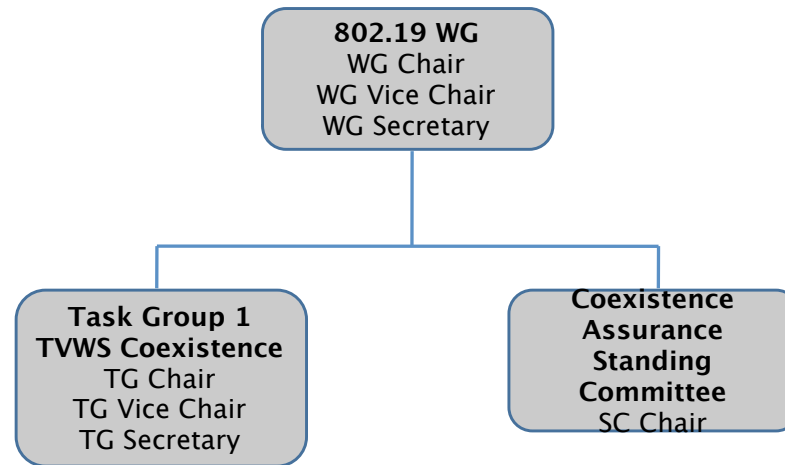 802.19 WG
WG Chair
WG Vice Chair
WG Secretary
Task Group 1
TVWS Coexistence
TG Chair
TG Vice Chair
TG Secretary
Coexistence
Assurance
Standing
Committee
SC Chair